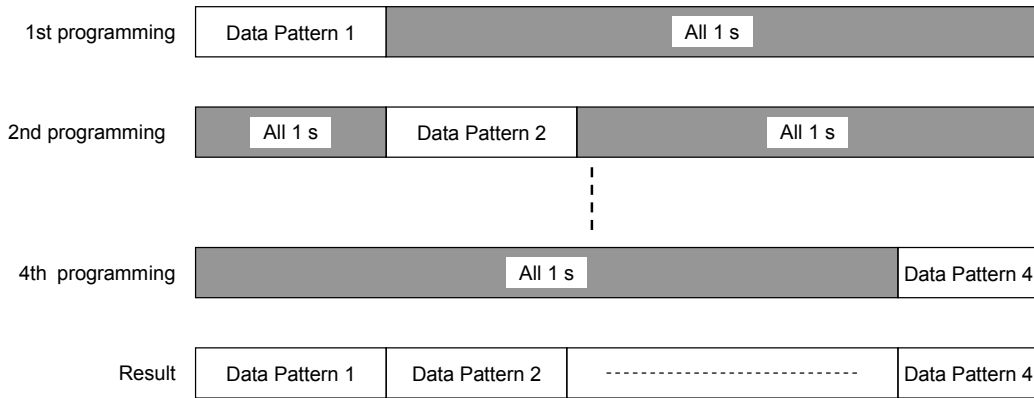 1st programming Data Pattern 1 All 1 s
2nd programming All 1 s Data Pattern 2 All 1 s
4th programming All 1 s Data Pattern 4
Result Data Pattern 1 Data Pattern 2 Data Pattern 4